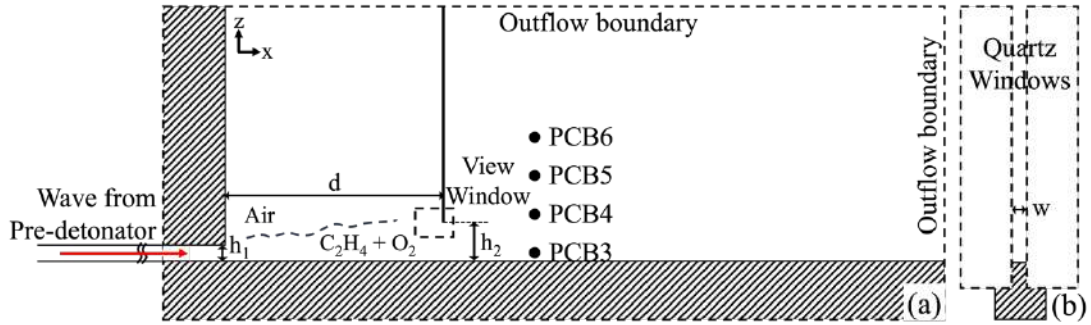 Outflow boundary
z
x
Quartz
Windows
Outflow boundary
PCB6
PCB5
View
Window
PCB4
d
Wave from
Pre-detonator
Air
h₁
C₂H₄ + O₂
h₂
PCB3
w
(a)
(b)